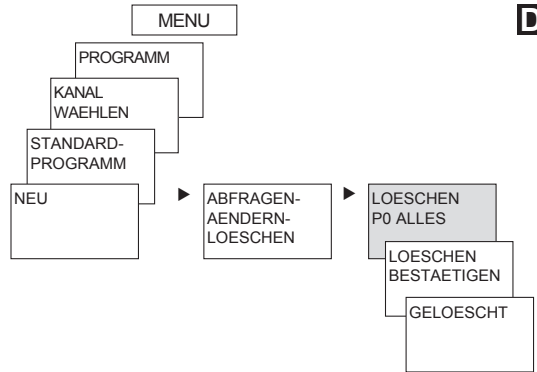 MENU
D
PROGRAMM
KANAL
WAEHLEN
STANDARD-
PROGRAMM
NEU
ABFRAGEN-
AENDERN-
LOESCHEN
LOESCHEN
P0 ALLES
LOESCHEN
BESTAETIGEN
GELOESCHT